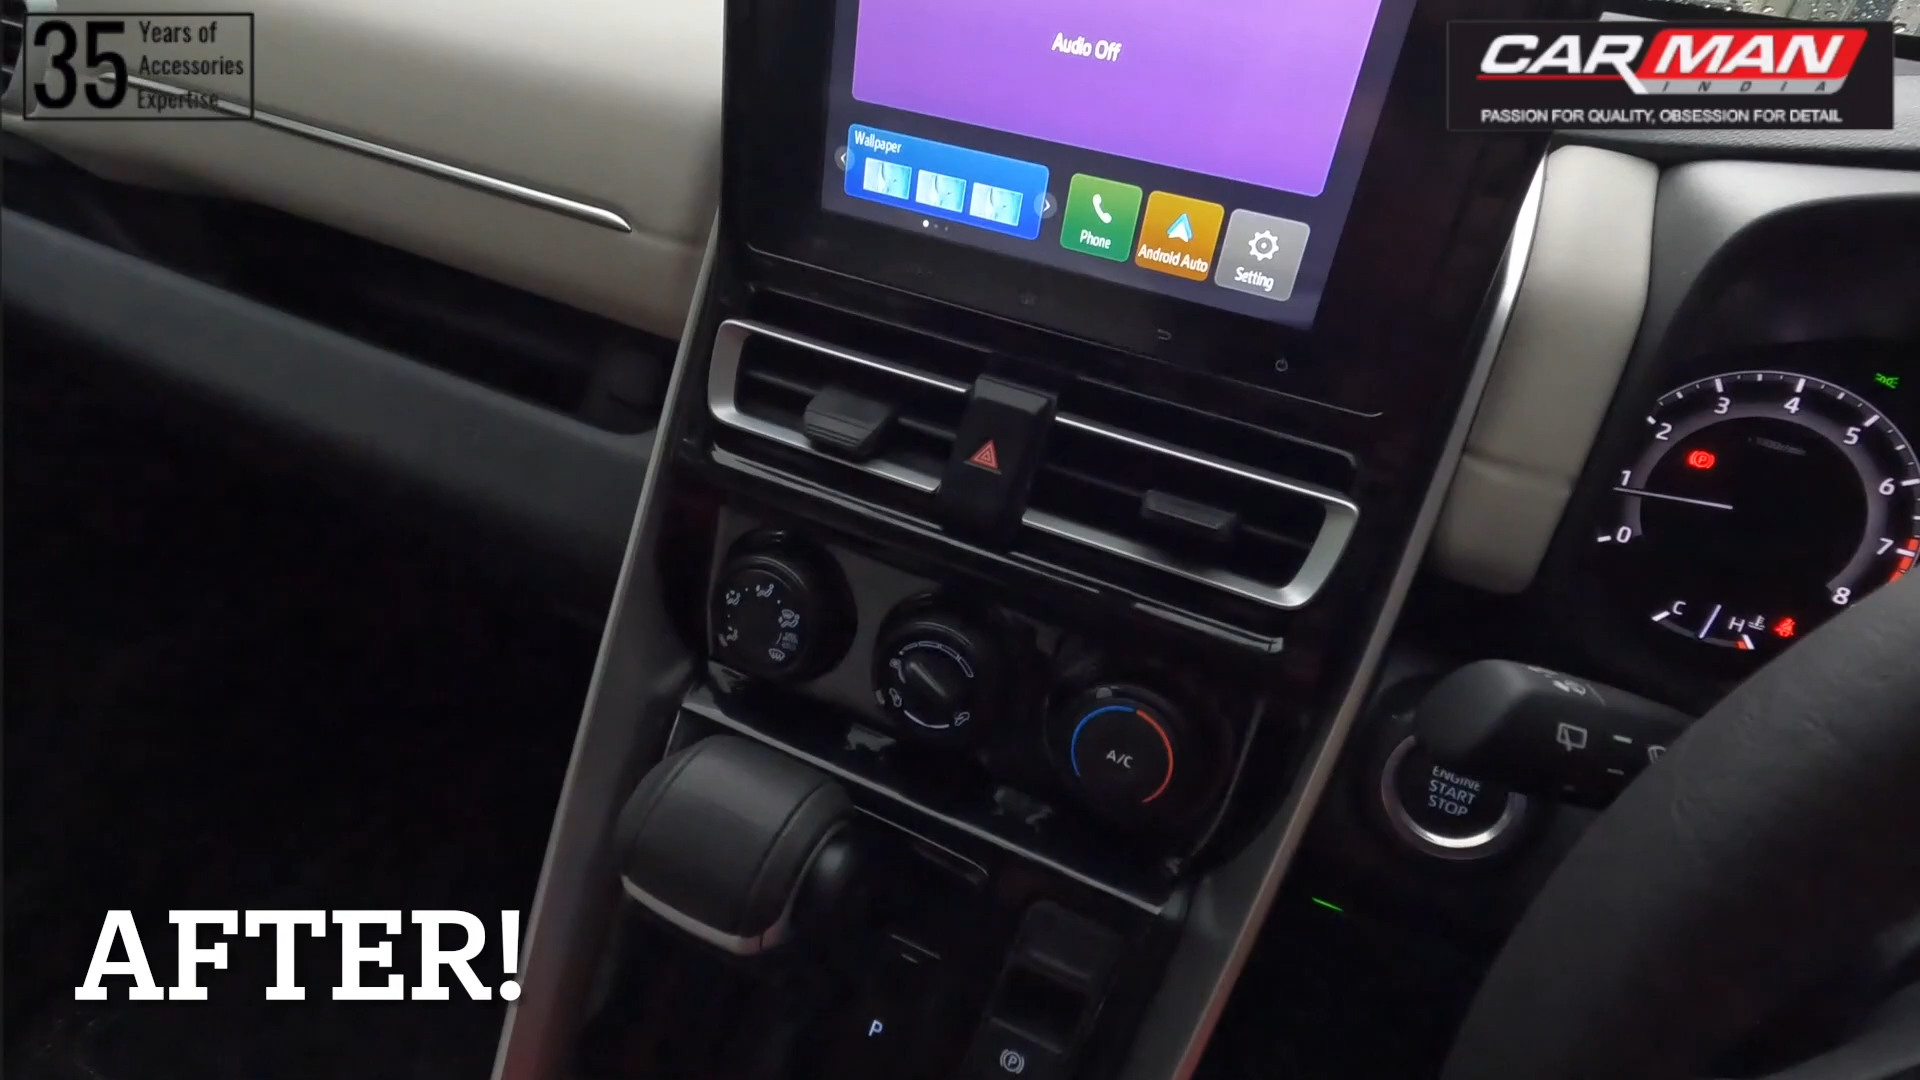 35
Years of
Accessories
Expertise
CARMAN
INDIA
PASSION FOR QUALITY, OBSESSION FOR DETAIL
Audio Off
Wallpaper
Phone
Android Auto
Setting
0 1 2 3 4 5 6 7 8
C H
A/C
ENGINE
START
STOP
P
AFTER!